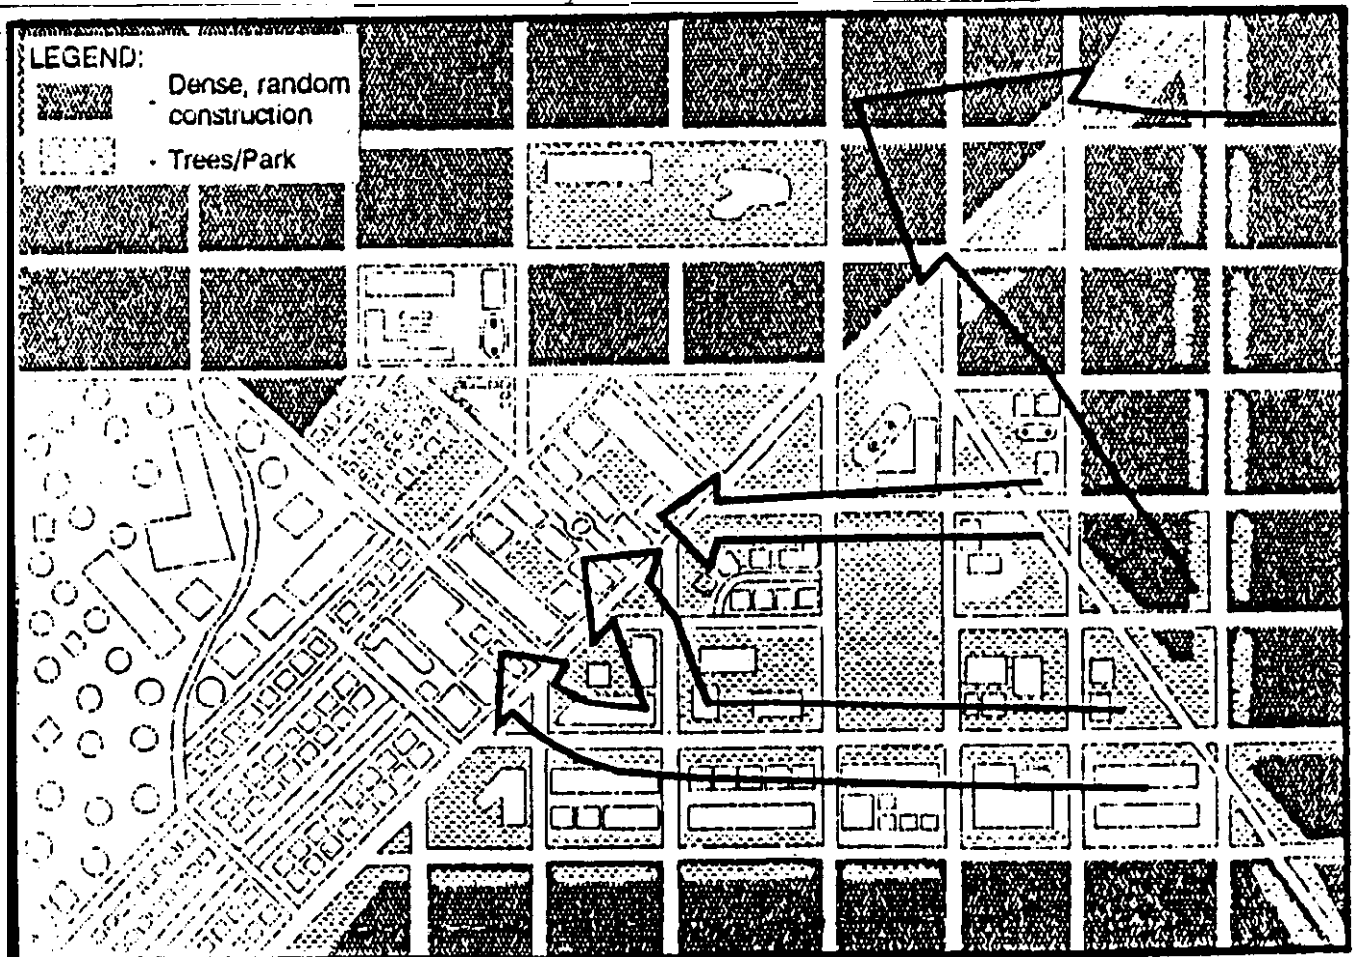 LEGEND:
- Dense, random
construction
- Trees/Park